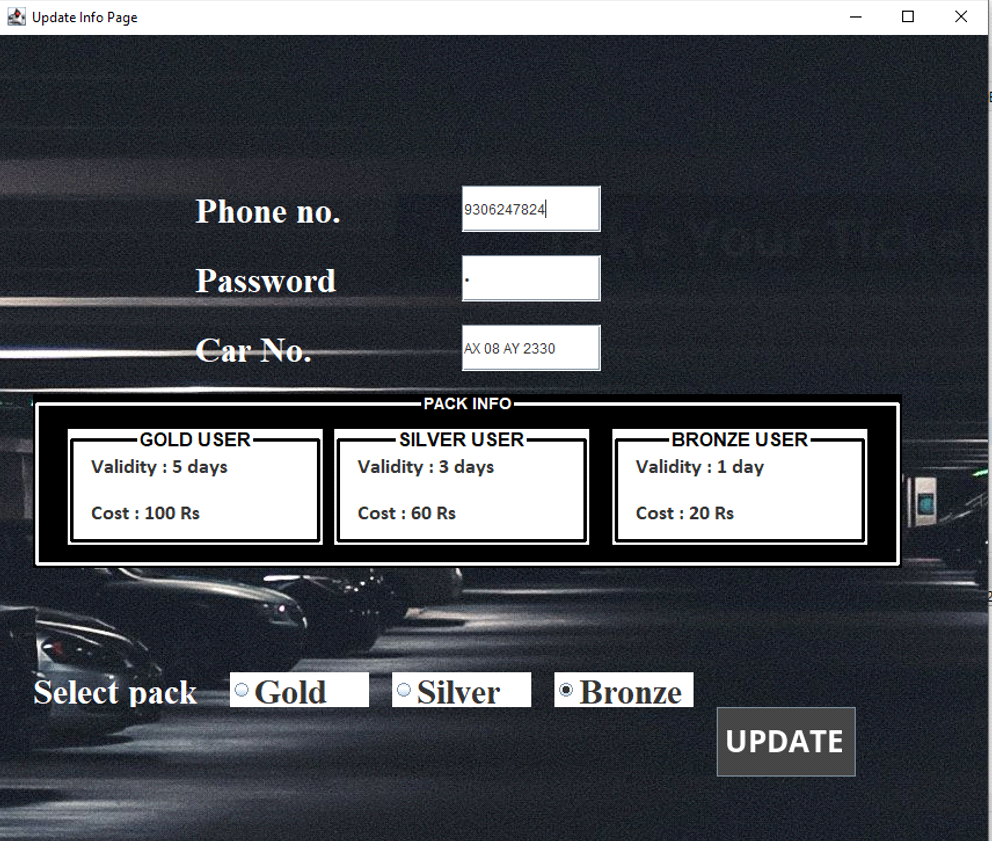 Update Info Page
Your Ticket
Phone no. 9306247824
Password
Car No. AX 08 AY 2330
PACK INFO
GOLD USER SILVER USER BRONZE USER
Validity : 5 days Validity : 3 days Validity : 1 day
Cost : 100 Rs Cost : 60 Rs Cost : 20 Rs
Select pack Gold Silver Bronze
UPDATE